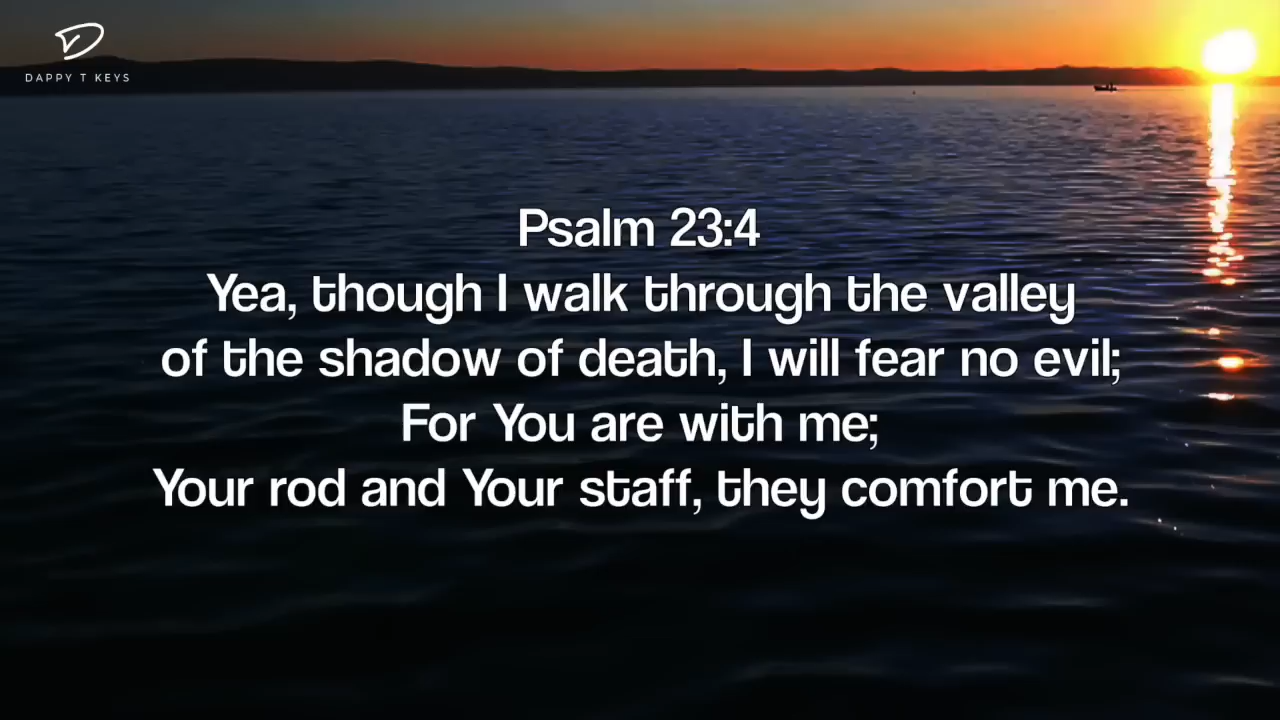 DAPPY T KEYS
Psalm 23:4
Yea, though I walk through the valley
of the shadow of death, I will fear no evil;
For You are with me;
Your rod and Your staff, they comfort me.